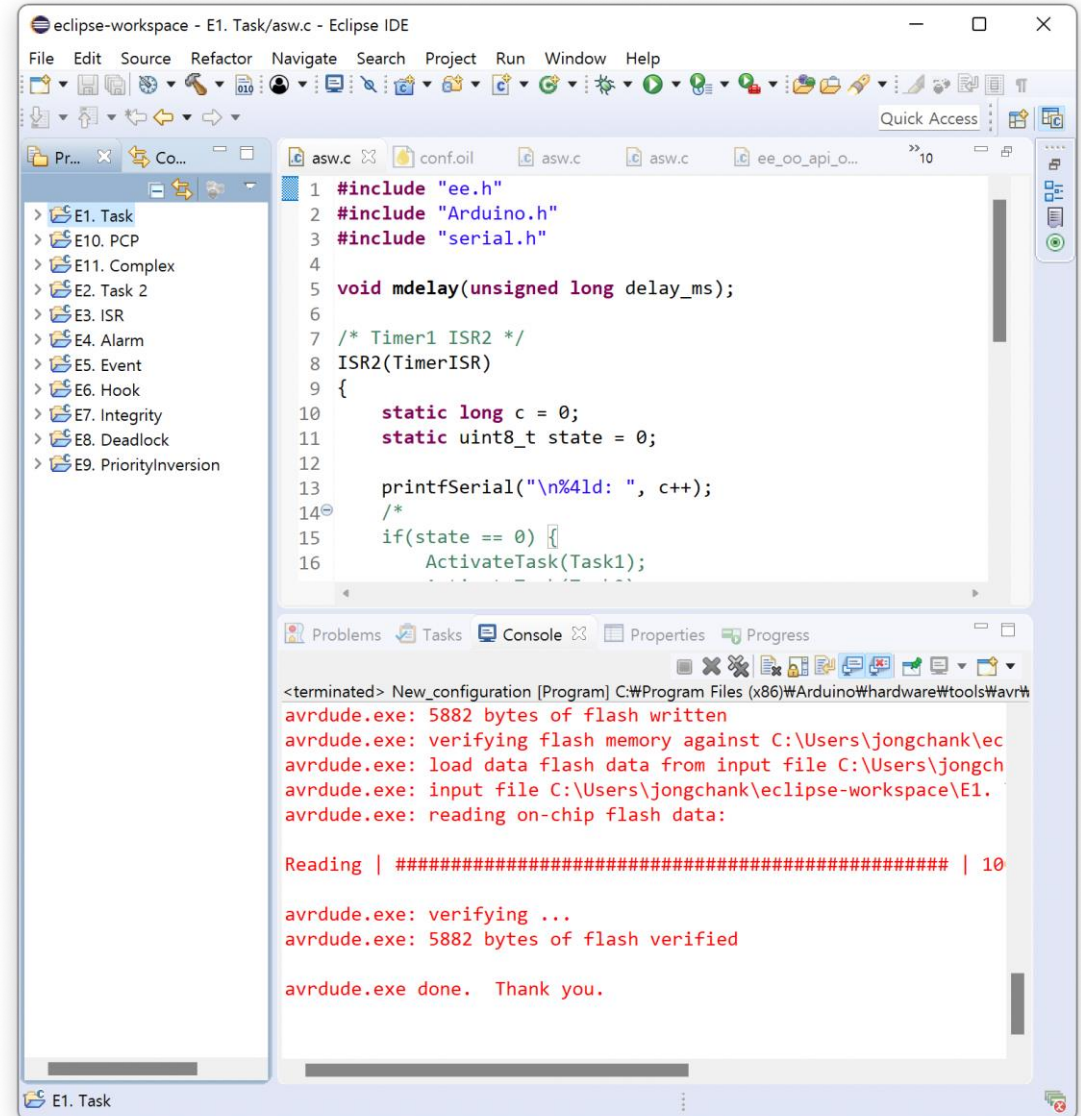 eclipse-workspace - E1. Task/asw.c - Eclipse IDE
File Edit Source Refactor Navigate Search Project Run Window Help
Quick Access
Pr... Co...
asw.c conf.oil asw.c asw.c ee_oo_api_o... »10
E1. Task
E10. PCP
E11. Complex
E2. Task 2
E3. ISR
E4. Alarm
E5. Event
E6. Hook
E7. Integrity
E8. Deadlock
E9. PriorityInversion
1 #include "ee.h"
2 #include "Arduino.h"
3 #include "serial.h"
4
5 void mdelay(unsigned long delay_ms);
6
7 /* Timer1 ISR2 */
8 ISR2(TimerISR)
9 {
10 static long c = 0;
11 static uint8_t state = 0;
12
13 printfSerial("\n%4ld: ", c++);
14 /*
15 if(state == 0) {
16 ActivateTask(Task1);
Problems Tasks Console Properties Progress
<terminated> New_configuration [Program] C:₩Program Files (x86)₩Arduino₩hardware₩tools₩avr₩
avrdude.exe: 5882 bytes of flash written
avrdude.exe: verifying flash memory against C:\Users\jongchank\ec
avrdude.exe: load data flash data from input file C:\Users\jongch
avrdude.exe: input file C:\Users\jongchank\eclipse-workspace\E1.
avrdude.exe: reading on-chip flash data:
Reading | ################################################## | 10
avrdude.exe: verifying ...
avrdude.exe: 5882 bytes of flash verified
avrdude.exe done. Thank you.
E1. Task